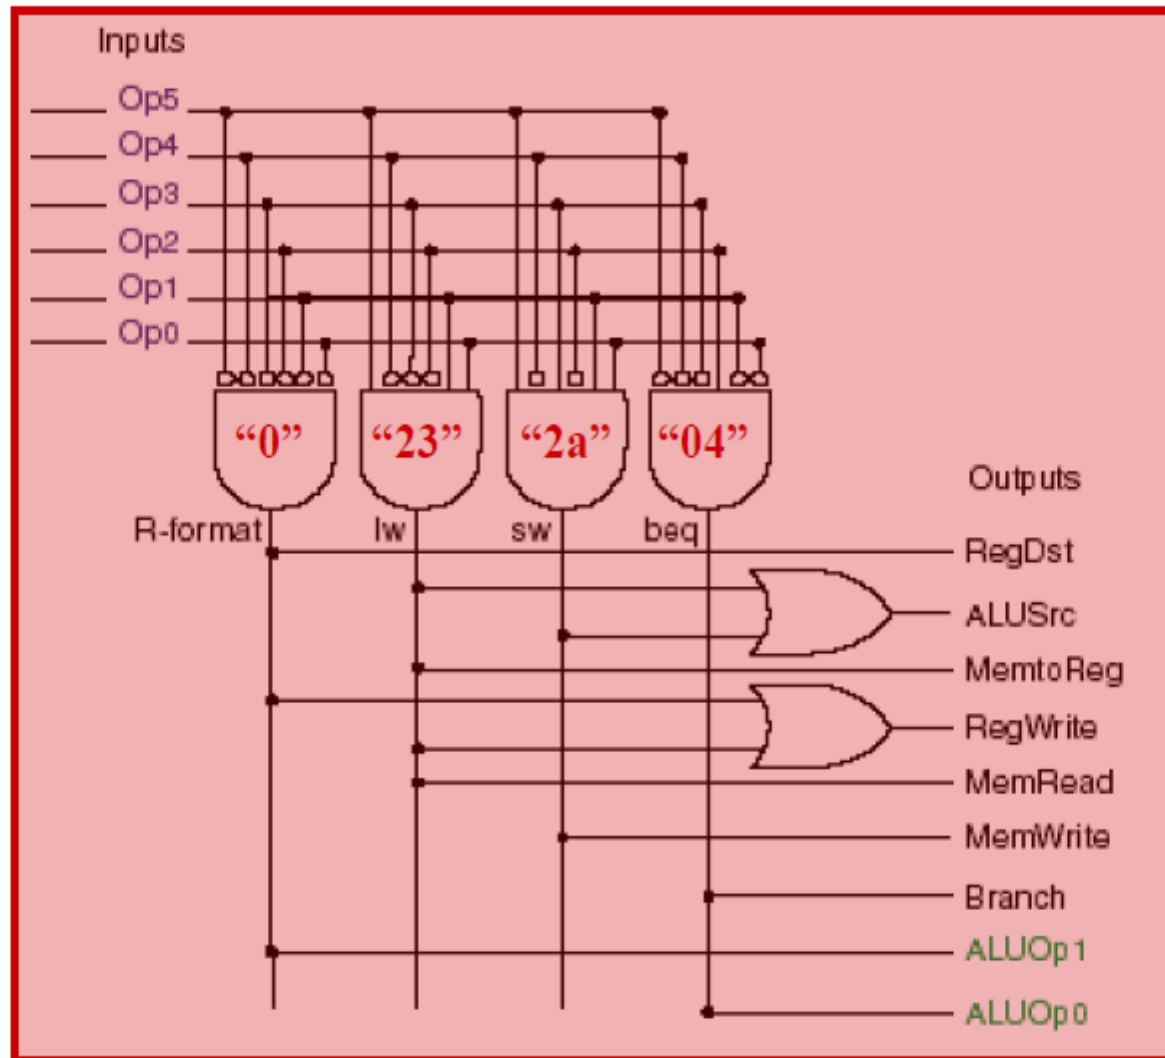 Inputs
Op5
Op4
Op3
Op2
Op1
Op0
“0” “23” “2a” “04”
Outputs
R-format lw sw beq
RegDst
ALUSrc
MemtoReg
RegWrite
MemRead
MemWrite
Branch
ALUOp1
ALUOp0